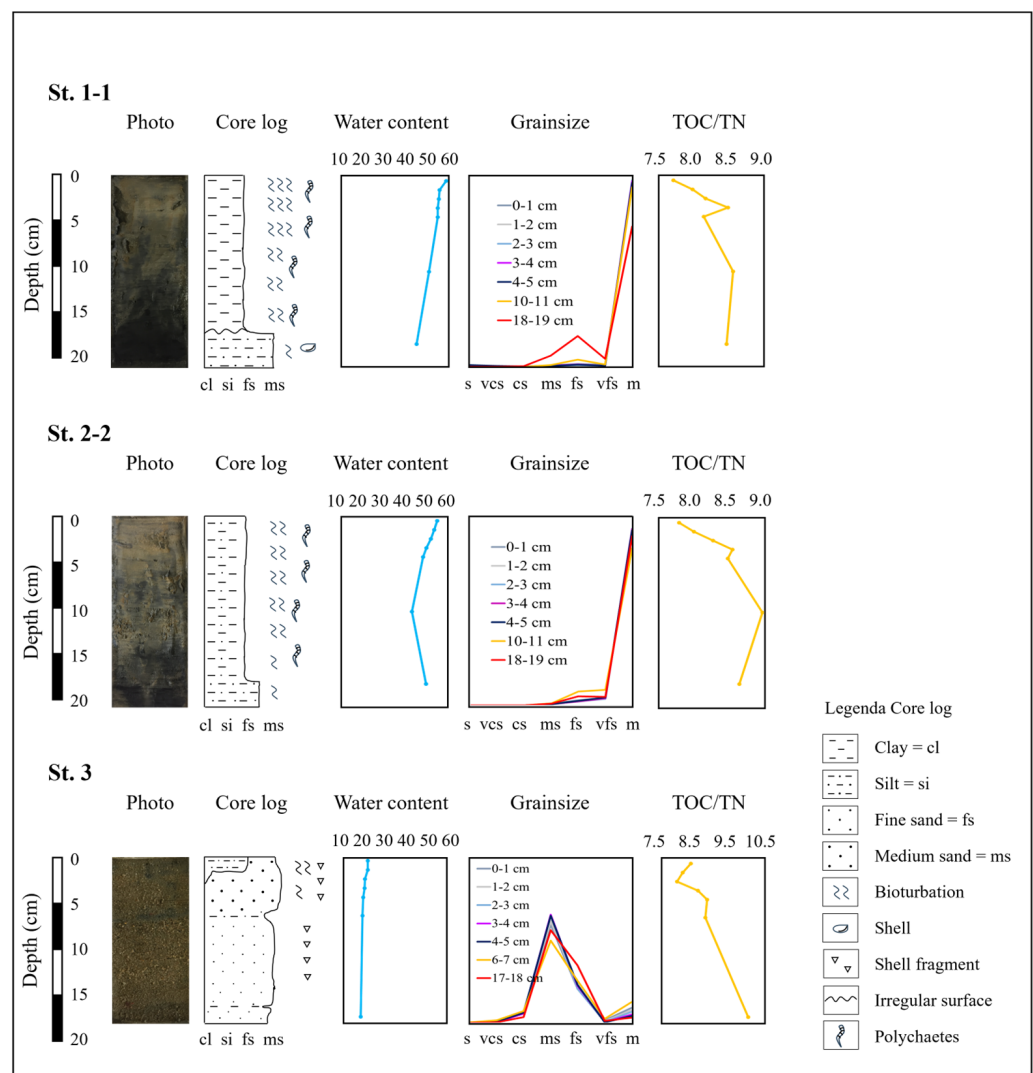 St. 1-1
Photo Core log Water content Grainsize TOC/TN
10 20 30 40 50 60 7.5 8.0 8.5 9.0
Depth (cm)
0
5
10
15
20
0-1 cm
1-2 cm
2-3 cm
3-4 cm
4-5 cm
10-11 cm
18-19 cm
cl si fs ms
s vcs cs ms fs vfs m
St. 2-2
Photo Core log Water content Grainsize TOC/TN
10 20 30 40 50 60 7.5 8.0 8.5 9.0
Depth (cm)
0
5
10
15
20
0-1 cm
1-2 cm
2-3 cm
3-4 cm
4-5 cm
10-11 cm
18-19 cm
cl si fs ms
s vcs cs ms fs vfs m
St. 3
Photo Core log Water content Grainsize TOC/TN
10 20 30 40 50 60 7.5 8.5 9.5 10.5
Depth (cm)
0
5
10
15
20
0-1 cm
1-2 cm
2-3 cm
3-4 cm
4-5 cm
6-7 cm
17-18 cm
cl si fs ms
s vcs cs ms fs vfs m
Legenda Core log
Clay = cl
Silt = si
Fine sand = fs
Medium sand = ms
Bioturbation
Shell
Shell fragment
Irregular surface
Polychaetes